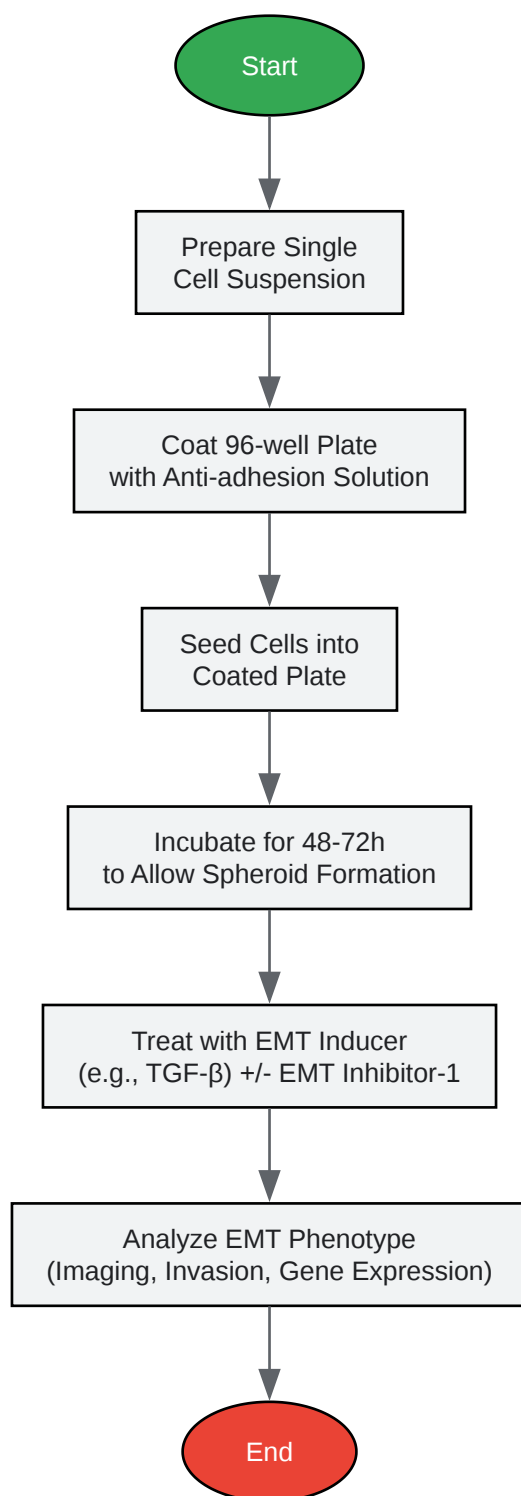 Start
Prepare Single
Cell Suspension
Coat 96-well Plate
with Anti-adhesion Solution
Seed Cells into
Coated Plate
Incubate for 48-72h
to Allow Spheroid Formation
Treat with EMT Inducer
(e.g., TGF-β) +/- EMT Inhibitor-1
Analyze EMT Phenotype
(Imaging, Invasion, Gene Expression)
End